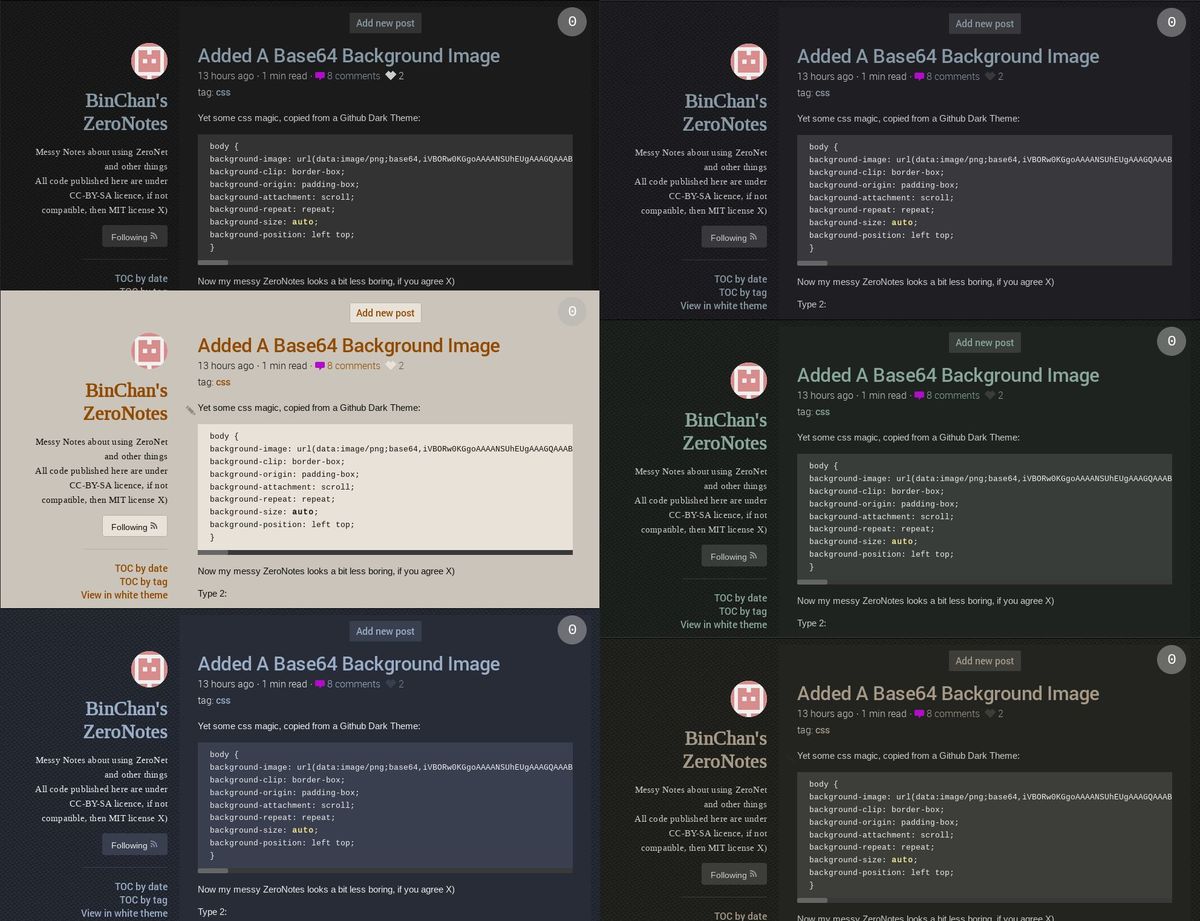 Add new post
0
Added A Base64 Background Image
13 hours ago · 1 min read · 8 comments 2
tag: css
BinChan's
ZeroNotes
Messy Notes about using ZeroNet
and other things
All code published here are under
CC-BY-SA licence, if not
compatible, then MIT license X)
Following
TOC by date
TOC by tag
Yet some css magic, copied from a Github Dark Theme:
body {
background-image: url(data:image/png;base64,iVBORw0KGgoAAAANSUhEUgAAAGQAAAB
background-clip: border-box;
background-origin: padding-box;
background-attachment: scroll;
background-repeat: repeat;
background-size: auto;
background-position: left top;
}
Now my messy ZeroNotes looks a bit less boring, if you agree X)
Add new post
0
Added A Base64 Background Image
13 hours ago · 1 min read · 8 comments 2
tag: css
BinChan's
ZeroNotes
Messy Notes about using ZeroNet
and other things
All code published here are under
CC-BY-SA licence, if not
compatible, then MIT license X)
Following
TOC by date
TOC by tag
View in white theme
Yet some css magic, copied from a Github Dark Theme:
body {
background-image: url(data:image/png;base64,iVBORw0KGgoAAAANSUhEUgAAAGQAAAB
background-clip: border-box;
background-origin: padding-box;
background-attachment: scroll;
background-repeat: repeat;
background-size: auto;
background-position: left top;
}
Now my messy ZeroNotes looks a bit less boring, if you agree X)
Type 2:
Add new post
0
Added A Base64 Background Image
13 hours ago · 1 min read · 8 comments 2
tag: css
BinChan's
ZeroNotes
Messy Notes about using ZeroNet
and other things
All code published here are under
CC-BY-SA licence, if not
compatible, then MIT license X)
Following
TOC by date
TOC by tag
View in white theme
Yet some css magic, copied from a Github Dark Theme:
body {
background-image: url(data:image/png;base64,iVBORw0KGgoAAAANSUhEUgAAAGQAAAB
background-clip: border-box;
background-origin: padding-box;
background-attachment: scroll;
background-repeat: repeat;
background-size: auto;
background-position: left top;
}
Now my messy ZeroNotes looks a bit less boring, if you agree X)
Type 2:
Add new post
0
Added A Base64 Background Image
13 hours ago · 1 min read · 8 comments 2
tag: css
BinChan's
ZeroNotes
Messy Notes about using ZeroNet
and other things
All code published here are under
CC-BY-SA licence, if not
compatible, then MIT license X)
Following
TOC by date
TOC by tag
View in white theme
Yet some css magic, copied from a Github Dark Theme:
body {
background-image: url(data:image/png;base64,iVBORw0KGgoAAAANSUhEUgAAAGQAAAB
background-clip: border-box;
background-origin: padding-box;
background-attachment: scroll;
background-repeat: repeat;
background-size: auto;
background-position: left top;
}
Now my messy ZeroNotes looks a bit less boring, if you agree X)
Type 2:
Add new post
0
Added A Base64 Background Image
13 hours ago · 1 min read · 8 comments 2
tag: css
BinChan's
ZeroNotes
Messy Notes about using ZeroNet
and other things
All code published here are under
CC-BY-SA licence, if not
compatible, then MIT license X)
Following
TOC by date
TOC by tag
View in white theme
Yet some css magic, copied from a Github Dark Theme:
body {
background-image: url(data:image/png;base64,iVBORw0KGgoAAAANSUhEUgAAAGQAAAB
background-clip: border-box;
background-origin: padding-box;
background-attachment: scroll;
background-repeat: repeat;
background-size: auto;
background-position: left top;
}
Now my messy ZeroNotes looks a bit less boring, if you agree X)
Type 2:
Add new post
0
Added A Base64 Background Image
13 hours ago · 1 min read · 8 comments 2
tag: css
BinChan's
ZeroNotes
Messy Notes about using ZeroNet
and other things
All code published here are under
CC-BY-SA licence, if not
compatible, then MIT license X)
Following
TOC by date
Yet some css magic, copied from a Github Dark Theme:
body {
background-image: url(data:image/png;base64,iVBORw0KGgoAAAANSUhEUgAAAGQAAAB
background-clip: border-box;
background-origin: padding-box;
background-attachment: scroll;
background-repeat: repeat;
background-size: auto;
background-position: left top;
}
Now my messy ZeroNotes looks a bit less boring, if you agree X)